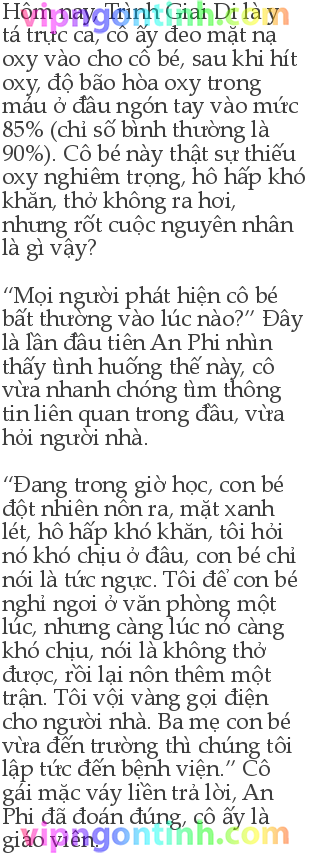 Hôm nay, Trình Giai Di là y
tá trực ca, cô ấy đeo mặt nạ
oxy vào cho cô bé, sau khi hít
oxy, độ bão hòa oxy trong
máu ở đầu ngón tay vào mức
85% (chỉ số bình thường là
90%). Cô bé này thật sự thiếu
oxy nghiêm trọng, hô hấp khó
khăn, thở không ra hơi,
nhưng rốt cuộc nguyên nhân
là gì vậy?
“Mọi người phát hiện cô bé
bất thường vào lúc nào?” Đây
là lần đầu tiên An Phi nhìn
thấy tình huống thế này, cô
vừa nhanh chóng tìm thông
tin liên quan trong đầu, vừa
hỏi người nhà.
“Đang trong giờ học, con bé
đột nhiên nôn ra, mặt xanh
lét, hô hấp khó khăn, tôi hỏi
nó khó chịu ở đâu, con bé chỉ
nói là tức ngực. Tôi để con bé
nghỉ ngơi ở văn phòng một
lúc, nhưng càng lúc nó càng
khó chịu, nói là không thở
được, rồi lại nôn thêm một
trận. Tôi vội vàng gọi điện
cho người nhà. Ba mẹ con bé
vừa đến trường thì chúng tôi
lập tức đến bệnh viện.” Cô
gái mặc váy liền trả lời, An
Phi đã đoán đúng, cô ấy là
giáo viên.
vipngontinh.com